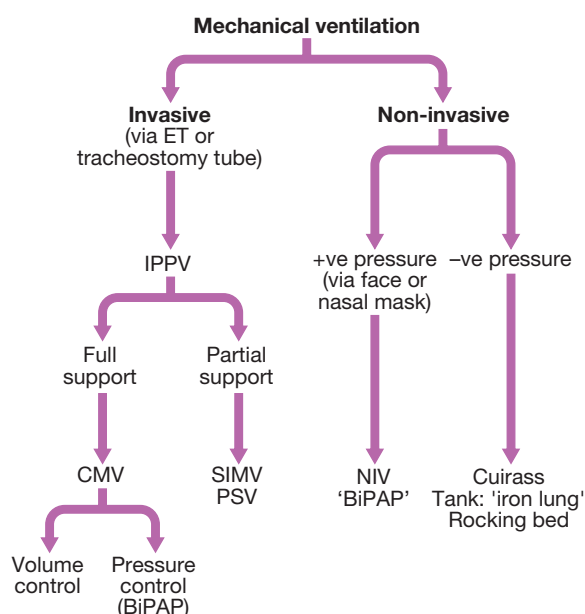 Mechanical ventilation
Invasive
(via ET or
tracheostomy tube)
Non-invasive
IPPV
+ve pressure
(via face or
nasal mask)
–ve pressure
Full
support
Partial
support
CMV
SIMV
PSV
NIV
‘BiPAP’
Cuirass
Tank: 'iron lung'
Rocking bed
Volume
control
Pressure
control
(BiPAP)